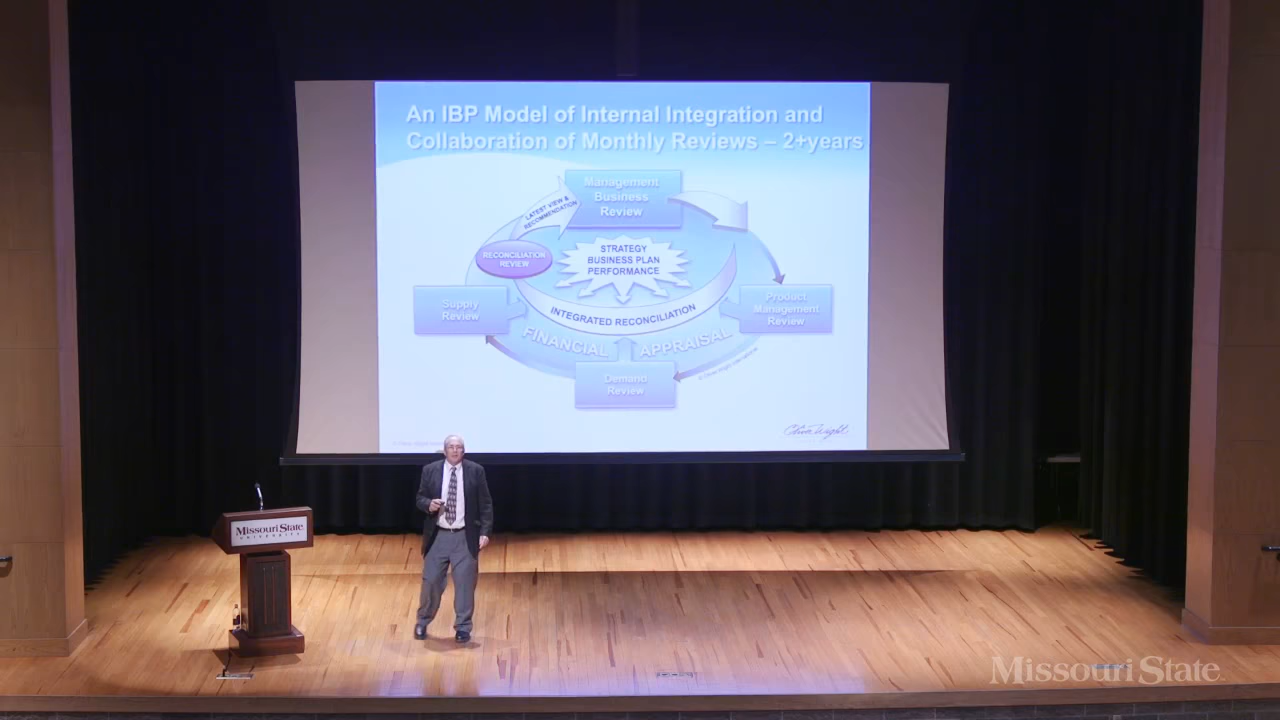 An IBP Model of Internal Integration and
Collaboration of Monthly Reviews – 2+years
Management
Business
Review
LATEST VIEW &
RECOMMENDATION
RECONCILIATION
REVIEW
STRATEGY
BUSINESS PLAN
PERFORMANCE
Supply
Review
Product
Management
Review
INTEGRATED RECONCILIATION
FINANCIAL APPRAISAL
Demand
Review
Oliver Wight
Missouri State
UNIVERSITY
Missouri State